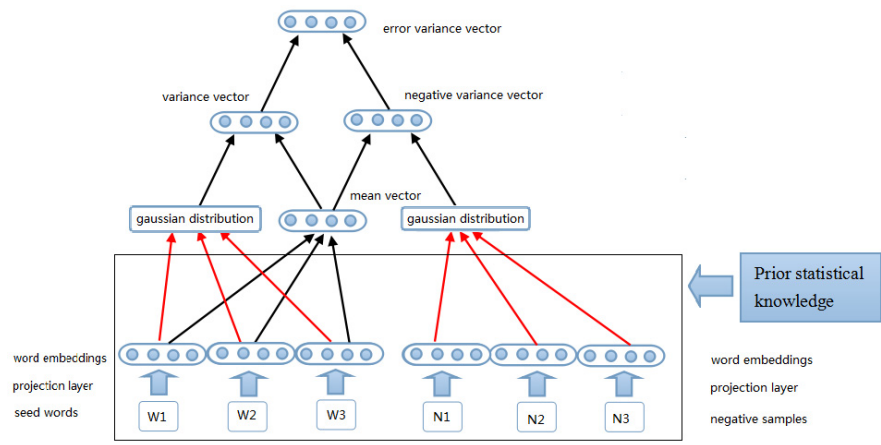 error variance vector
variance vector
negative variance vector
mean vector
gaussian distribution
gaussian distribution
Prior statistical
knowledge
word embeddings
projection layer
seed words
W1
W2
W3
N1
N2
N3
word embeddings
projection layer
negative samples